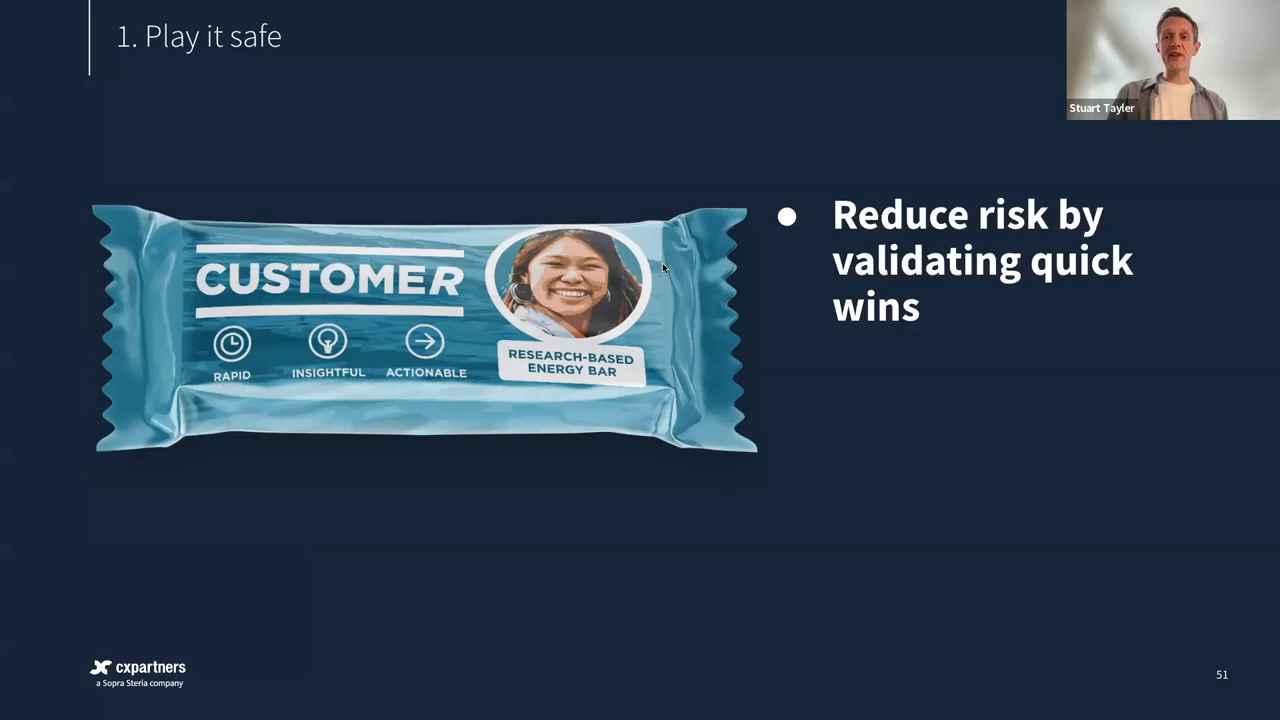 1. Play it safe
Stuart Tayler
● Reduce risk by
validating quick
wins
CUSTOMER
RAPID
INSIGHTFUL
ACTIONABLE
RESEARCH-BASED
ENERGY BAR
cxpartners
a Sopra Steria company
51